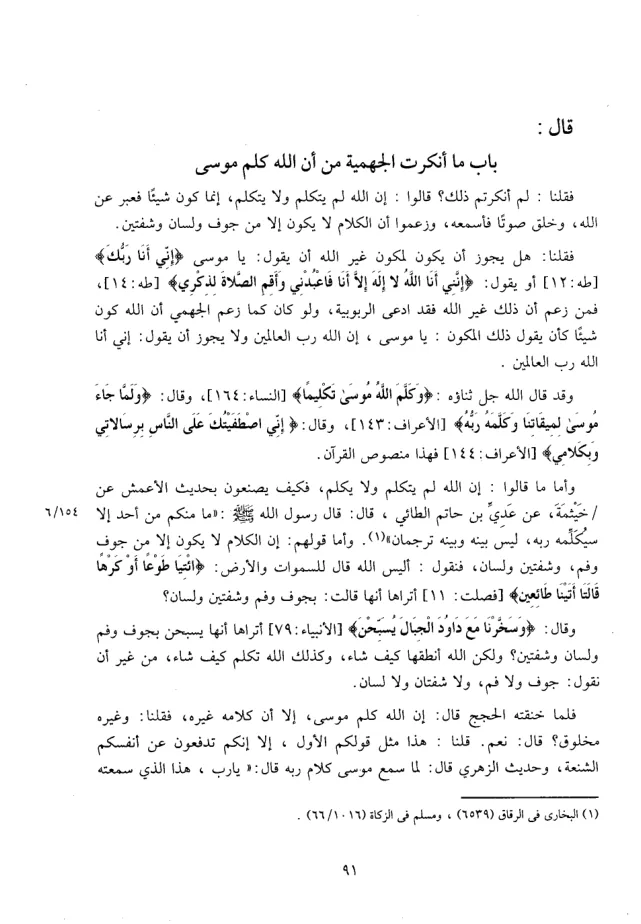 قال :
باب ما أنكرت الجهمية من أن الله كلم موسى
فقلنا : لم أنكرتم ذلك؟ قالوا : إن الله لم يتكلم ولا يتكلم، إنما كون شيئًا فعبر عن
الله، وخلق صوتًا فأسمعه، وزعموا أن الكلام لا يكون إلا من جوف ولسان وشفتين.
فقلنا: هل يجوز أن يكون لمكون غير الله أن يقول: يا موسى ﴿إِنِّي أَنَا رَبُّكَ﴾
[طه:١٢] أو يقول: ﴿إِنَّنِي أَنَا اللَّهُ لا إِلَهَ إِلاَّ أَنَا فَاعْبُدْنِي وَأَقِمِ الصَّلاةَ لِذِكْرِي﴾ [طه:١٤]،
فمن زعم أن ذلك غير الله فقد ادعى الربوبية، ولو كان كما زعم الجهمي أن الله كون
شيئًا كأن يقول ذلك المكون : يا موسى ، إن الله رب العالمين ولا يجوز أن يقول: إني أنا
الله رب العالمين .
وقد قال الله جل ثناؤه :﴿وَكَلَّمَ اللَّهُ مُوسَىٰ تَكْلِيمًا﴾ [النساء:١٦٤]، وقال: ﴿وَلَمَّا جَاءَ
مُوسَىٰ لِمِيقَاتِنَا وَكَلَّمَهُ رَبُّهُ﴾ [الأعراف:١٤٣]، وقال:﴿ إِنِّي اصْطَفَيْتُكَ عَلَى النَّاسِ بِرِسَالاتِي
وَبِكَلامِي﴾ [الأعراف:١٤٤] فهذا منصوص القرآن.
وأما ما قالوا : إن الله لم يتكلم ولا يكلم، فكيف يصنعون بحديث الأعمش عن
/ خَيْثَمَةَ، عن عَدِيِّ بن حاتم الطائي ، قال: قال رسول الله ﷺ :«ما منكم من أحد إلا
٦/١٥٤
سيُكَلِّمه ربه، ليس بينه وبينه ترجمان»(١). وأما قولهم: إن الكلام لا يكون إلا من جوف
وفم، وشفتين ولسان، فنقول : أليس الله قال للسموات والأرض: ﴿ائْتِيَا طَوْعًا أَوْ كَرْهًا
قَالَتَا أَتَيْنَا طَائِعِينَ﴾ [فصلت: ١١] أتراها أنها قالت: بجوف وفم وشفتين ولسان؟
وقال: ﴿وَسَخَّرْنَا مَعَ دَاوُدَ الْجِبَالَ يُسَبِّحْنَ﴾ [الأنبياء:٧٩] أتراها أنها يسبحن بجوف وفم
ولسان وشفتين؟ ولكن الله أنطقها كيف شاء، وكذلك الله تكلم كيف شاء، من غير أن
نقول: جوف ولا فم، ولا شفتان ولا لسان.
فلما خنقته الحجج قال: إن الله كلم موسى، إلا أن كلامه غيره، فقلنا: وغيره
مخلوق؟ قال: نعم. قلنا : هذا مثل قولكم الأول ، إلا إنكم تدفعون عن أنفسكم
الشنعة، وحديث الزهري قال: لما سمع موسى كلام ربه قال:« يارب ، هذا الذي سمعته
(١) البخارى فى الرقاق (٦٥٣٩) ، ومسلم فى الزكاة (٦٦/١٠١٦) .
٩١